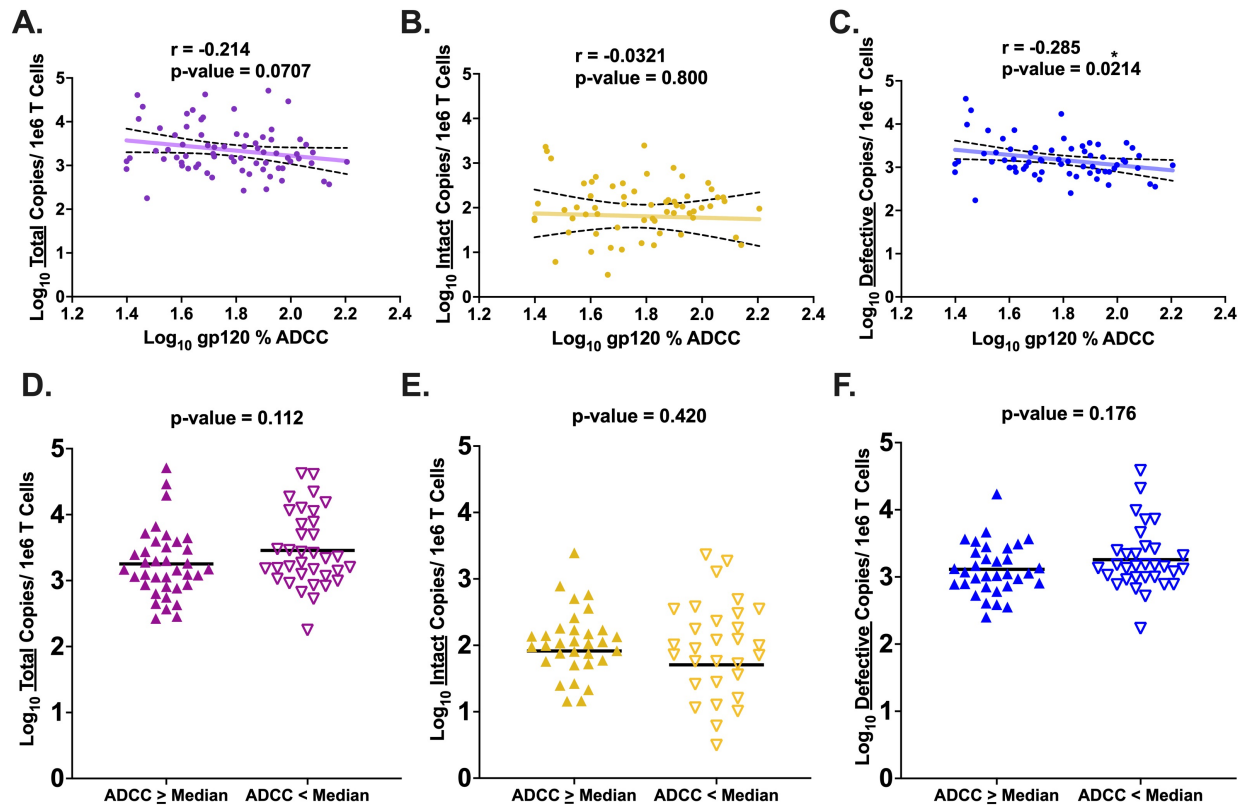 A.
r = -0.214
p-value = 0.0707
Log10 Total Copies/ 1e6 T Cells
5
4
3
2
1
0
1.2 1.4 1.6 1.8 2.0 2.2 2.4
Log10 gp120 % ADCC
B.
r = -0.0321
p-value = 0.800
Log10 Intact Copies/ 1e6 T Cells
5
4
3
2
1
0
1.2 1.4 1.6 1.8 2.0 2.2 2.4
Log10 gp120 % ADCC
C.
r = -0.285
*
p-value = 0.0214
Log10 Defective Copies/ 1e6 T Cells
5
4
3
2
1
0
1.2 1.4 1.6 1.8 2.0 2.2 2.4
Log10 gp120 % ADCC
D.
p-value = 0.112
Log10 Total Copies/ 1e6 T Cells
5
4
3
2
1
0
ADCC ≥ Median ADCC < Median
E.
p-value = 0.420
Log10 Intact Copies/ 1e6 T Cells
5
4
3
2
1
0
ADCC ≥ Median ADCC < Median
F.
p-value = 0.176
Log10 Defective Copies/ 1e6 T Cells
5
4
3
2
1
0
ADCC ≥ Median ADCC < Median